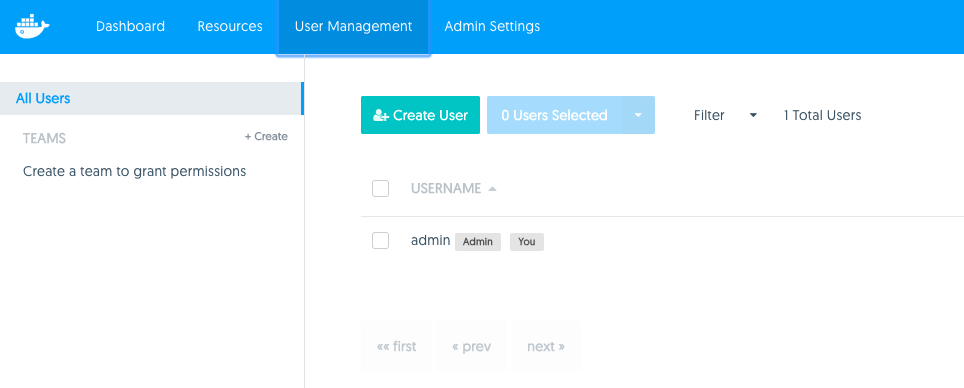 Dashboard Resources User Management Admin Settings
All Users
TEAMS + Create
Create a team to grant permissions
Create User 0 Users Selected Filter 1 Total Users
USERNAME
admin Admin You
«« first « prev next »